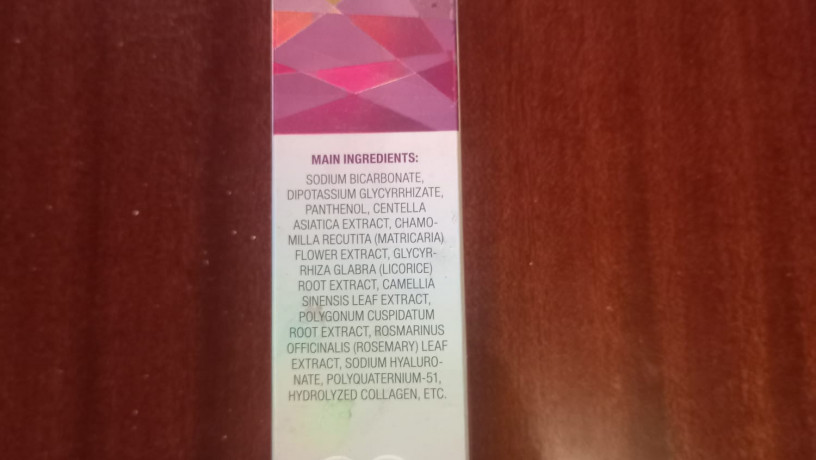 MAIN INGREDIENTS:
SODIUM BICARBONATE,
DIPOTASSIUM GLYCYRRHIZATE,
PANTHENOL, CENTELLA
ASIATICA EXTRACT, CHAMO-
MILLA RECUTITA (MATRICARIA)
FLOWER EXTRACT, GLYCYR-
RHIZA GLABRA (LICORICE)
ROOT EXTRACT, CAMELLIA
SINENSIS LEAF EXTRACT,
POLYGONUM CUSPIDATUM
ROOT EXTRACT, ROSMARINUS
OFFICINALIS (ROSEMARY) LEAF
EXTRACT, SODIUM HYALURO-
NATE, POLYQUATERNIUM-51,
HYDROLYZED COLLAGEN, ETC.